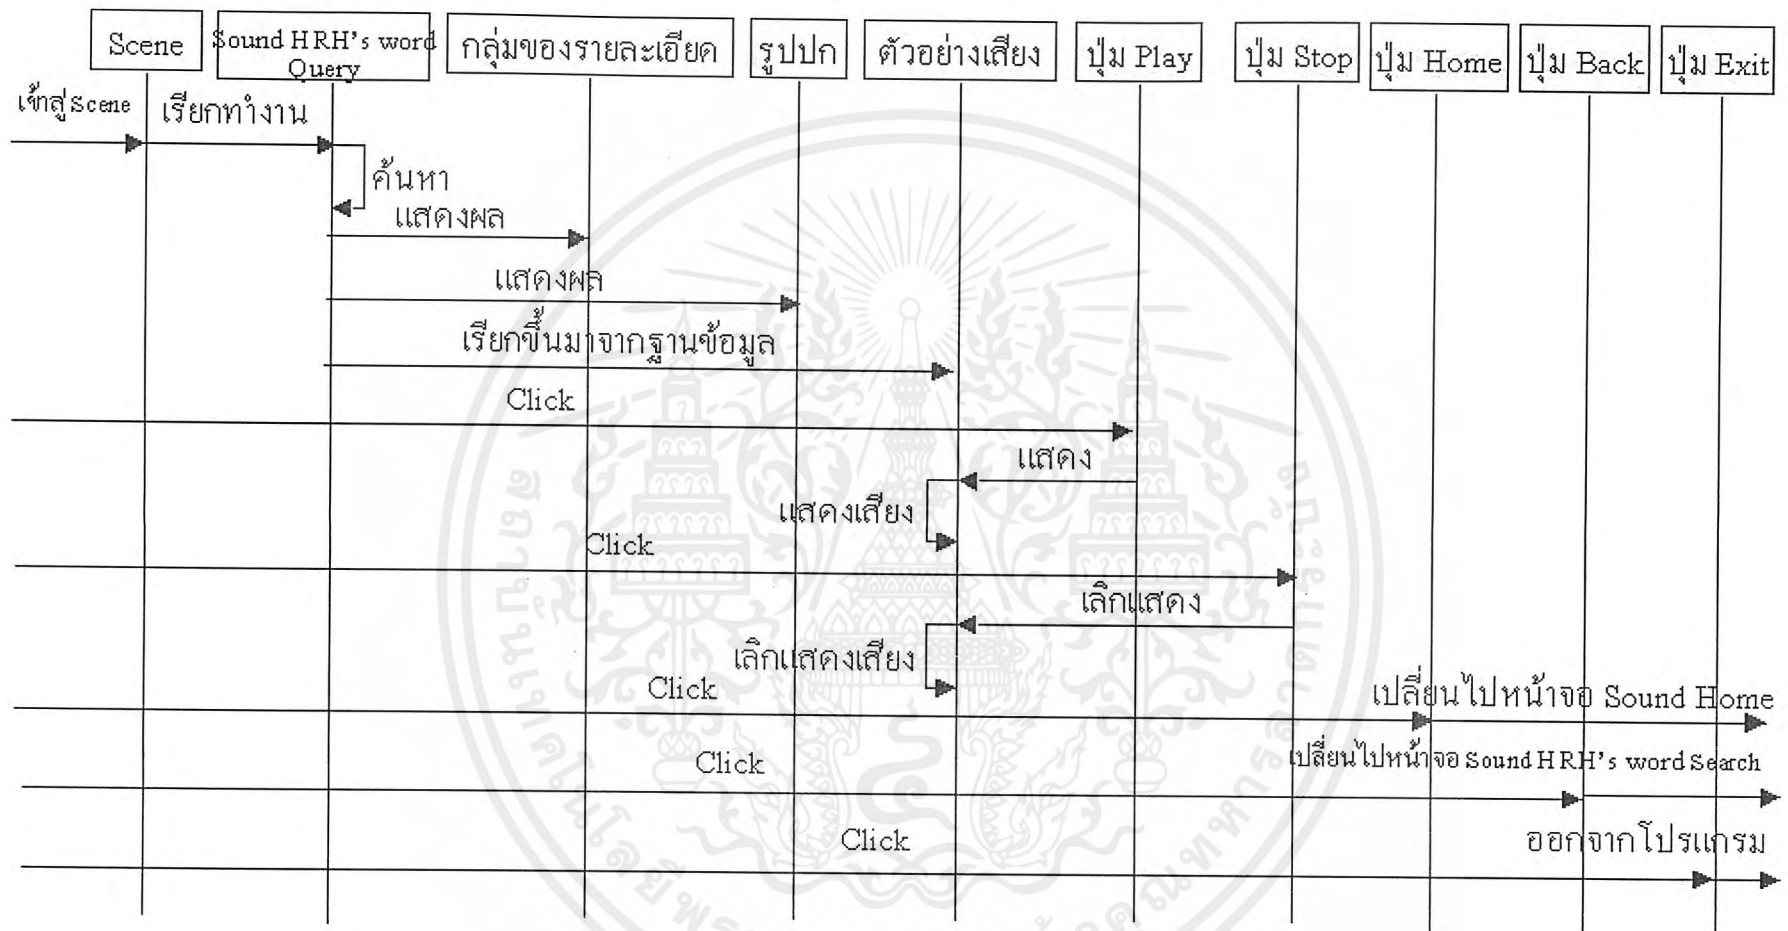 Scene
Sound HRH's word
Query
กลุ่มของรายละเอียด
รูปปก
ตัวอย่างเสียง
ปุ่ม Play
ปุ่ม Stop
ปุ่ม Home
ปุ่ม Back
ปุ่ม Exit
เข้าสู่Scene
เรียกทำงาน
ค้นหา
แสดงผล
แสดงผล
เรียกขึ้นมาจากฐานข้อมูล
Click
แสดง
แสดงเสียง
Click
เลิกแสดง
เลิกแสดงเสียง
Click
เปลี่ยนไปหน้าจอ Sound Home
Click
เปลี่ยนไปหน้าจอ Sound HRH's word Search
Click
ออกจากโปรแกรม